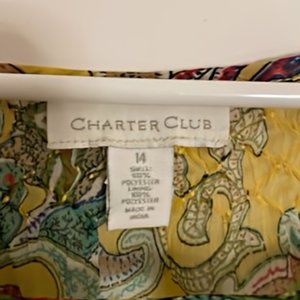 CHARTER CLUB
14
SHELL:
100%
POLYESTER
LINING:
100%
POLYESTER
MADE IN
INDIA